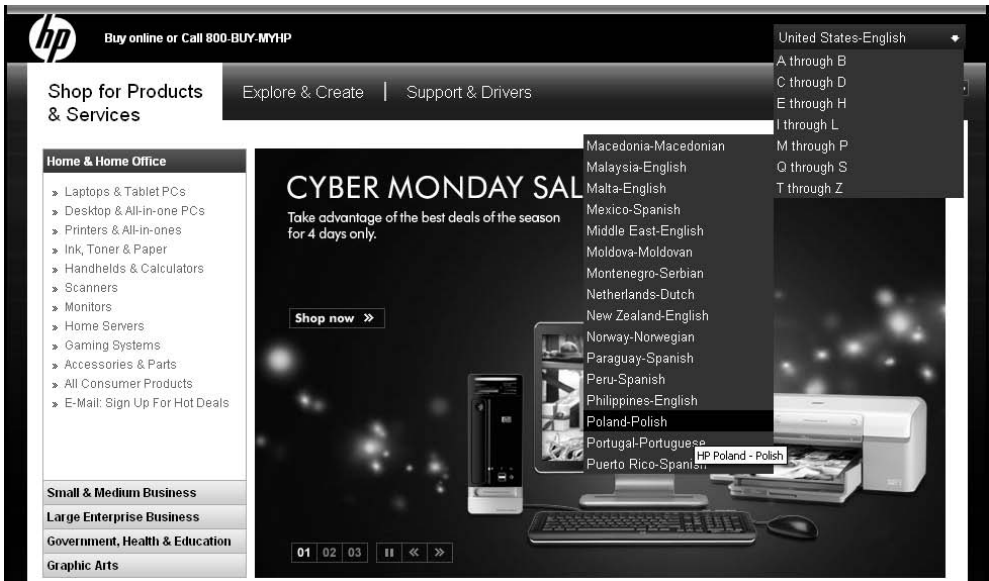 hp
Buy online or Call 800-BUY-MYHP
United States-English
A through B
C through D
E through H
I through L
M through P
Q through S
T through Z
Shop for Products
& Services
Explore & Create
Support & Drivers
Macedonia-Macedonian
Malaysia-English
Malta-English
Mexico-Spanish
Middle East-English
Moldova-Moldovan
Montenegro-Serbian
Netherlands-Dutch
New Zealand-English
Norway-Norwegian
Paraguay-Spanish
Peru-Spanish
Philippines-English
Poland-Polish
Portugal-Portuguese
Puerto Rico-Spanish
HP Poland - Polish
Home & Home Office
» Laptops & Tablet PCs
» Desktop & All-in-one PCs
» Printers & All-in-ones
» Ink, Toner & Paper
» Handhelds & Calculators
» Scanners
» Monitors
» Home Servers
» Gaming Systems
» Accessories & Parts
» All Consumer Products
» E-Mail: Sign Up For Hot Deals
Small & Medium Business
Large Enterprise Business
Government, Health & Education
Graphic Arts
CYBER MONDAY SAL
Take advantage of the best deals of the season
for 4 days only.
Shop now »
01 02 03